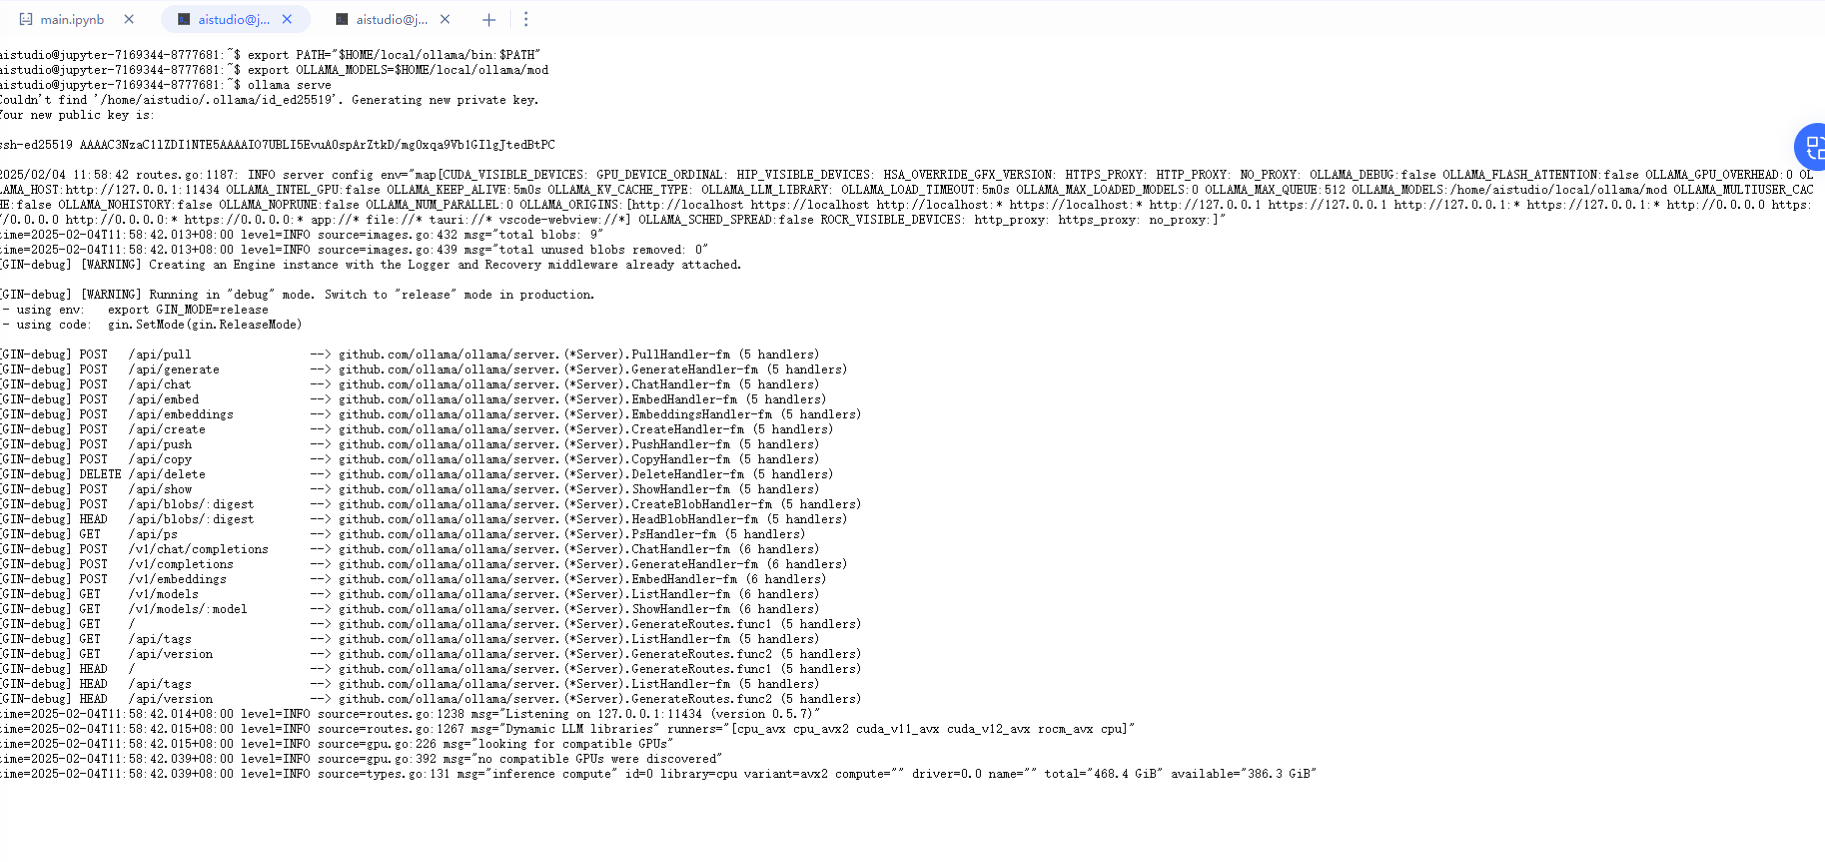 main.ipynb
aistudio@j...
aistudio@j...
aistudio@jupyter-7169344-8777681:~$ export PATH="$HOME/local/ollama/bin:$PATH"
aistudio@jupyter-7169344-8777681:~$ export OLLAMA_MODELS=$HOME/local/ollama/mod
aistudio@jupyter-7169344-8777681:~$ ollama serve
Couldn't find '/home/aistudio/.ollama/id_ed25519'. Generating new private key.
Your new public key is:
ssh-ed25519 AAAAC3NzaC1lZDI1NTE5AAAAIO7UBLI5EvuA0spArZtkD/mg0xqa9Vb1GIlgJtedBtPC
2025/02/04 11:58:42 routes.go:1187: INFO server config env="map[CUDA_VISIBLE_DEVICES: GPU_DEVICE_ORDINAL: HIP_VISIBLE_DEVICES: HSA_OVERRIDE_GFX_VERSION: HTTPS_PROXY: HTTP_PROXY: NO_PROXY: OLLAMA_DEBUG:false OLLAMA_FLASH_ATTENTION:false OLLAMA_GPU_OVERHEAD:0 OL
LAMA_HOST:http://127.0.0.1:11434 OLLAMA_INTEL_GPU:false OLLAMA_KEEP_ALIVE:5m0s OLLAMA_KV_CACHE_TYPE: OLLAMA_LLM_LIBRARY: OLLAMA_LOAD_TIMEOUT:5m0s OLLAMA_MAX_LOADED_MODELS:0 OLLAMA_MAX_QUEUE:512 OLLAMA_MODELS:/home/aistudio/local/ollama/mod OLLAMA_MULTIUSER_CAC
HE:false OLLAMA_NOHISTORY:false OLLAMA_NOPRUNE:false OLLAMA_NUM_PARALLEL:0 OLLAMA_ORIGINS:[http://localhost https://localhost http://localhost:* https://localhost:* http://127.0.0.1 https://127.0.0.1 http://127.0.0.1:* https://127.0.0.1:* http://0.0.0.0 https:
//0.0.0.0 http://0.0.0.0:* https://0.0.0.0:* app://* file://* tauri://* vscode-webview://*] OLLAMA_SCHED_SPREAD:false ROCR_VISIBLE_DEVICES: http_proxy: https_proxy: no_proxy:]"
time=2025-02-04T11:58:42.013+08:00 level=INFO source=images.go:432 msg="total blobs: 9"
time=2025-02-04T11:58:42.013+08:00 level=INFO source=images.go:439 msg="total unused blobs removed: 0"
[GIN-debug] [WARNING] Creating an Engine instance with the Logger and Recovery middleware already attached.
[GIN-debug] [WARNING] Running in "debug" mode. Switch to "release" mode in production.
- using env: export GIN_MODE=release
- using code: gin.SetMode(gin.ReleaseMode)
[GIN-debug] POST /api/pull --> github.com/ollama/ollama/server.(*Server).PullHandler-fm (5 handlers)
[GIN-debug] POST /api/generate --> github.com/ollama/ollama/server.(*Server).GenerateHandler-fm (5 handlers)
[GIN-debug] POST /api/chat --> github.com/ollama/ollama/server.(*Server).ChatHandler-fm (5 handlers)
[GIN-debug] POST /api/embed --> github.com/ollama/ollama/server.(*Server).EmbedHandler-fm (5 handlers)
[GIN-debug] POST /api/embeddings --> github.com/ollama/ollama/server.(*Server).EmbeddingsHandler-fm (5 handlers)
[GIN-debug] POST /api/create --> github.com/ollama/ollama/server.(*Server).CreateHandler-fm (5 handlers)
[GIN-debug] POST /api/push --> github.com/ollama/ollama/server.(*Server).PushHandler-fm (5 handlers)
[GIN-debug] POST /api/copy --> github.com/ollama/ollama/server.(*Server).CopyHandler-fm (5 handlers)
[GIN-debug] DELETE /api/delete --> github.com/ollama/ollama/server.(*Server).DeleteHandler-fm (5 handlers)
[GIN-debug] POST /api/show --> github.com/ollama/ollama/server.(*Server).ShowHandler-fm (5 handlers)
[GIN-debug] POST /api/blobs/:digest --> github.com/ollama/ollama/server.(*Server).CreateBlobHandler-fm (5 handlers)
[GIN-debug] HEAD /api/blobs/:digest --> github.com/ollama/ollama/server.(*Server).HeadBlobHandler-fm (5 handlers)
[GIN-debug] GET /api/ps --> github.com/ollama/ollama/server.(*Server).PsHandler-fm (5 handlers)
[GIN-debug] POST /v1/chat/completions --> github.com/ollama/ollama/server.(*Server).ChatHandler-fm (6 handlers)
[GIN-debug] POST /v1/completions --> github.com/ollama/ollama/server.(*Server).GenerateHandler-fm (6 handlers)
[GIN-debug] POST /v1/embeddings --> github.com/ollama/ollama/server.(*Server).EmbedHandler-fm (6 handlers)
[GIN-debug] GET /v1/models --> github.com/ollama/ollama/server.(*Server).ListHandler-fm (6 handlers)
[GIN-debug] GET /v1/models/:model --> github.com/ollama/ollama/server.(*Server).ShowHandler-fm (6 handlers)
[GIN-debug] GET / --> github.com/ollama/ollama/server.(*Server).GenerateRoutes.func1 (5 handlers)
[GIN-debug] GET /api/tags --> github.com/ollama/ollama/server.(*Server).ListHandler-fm (5 handlers)
[GIN-debug] GET /api/version --> github.com/ollama/ollama/server.(*Server).GenerateRoutes.func2 (5 handlers)
[GIN-debug] HEAD / --> github.com/ollama/ollama/server.(*Server).GenerateRoutes.func1 (5 handlers)
[GIN-debug] HEAD /api/tags --> github.com/ollama/ollama/server.(*Server).ListHandler-fm (5 handlers)
[GIN-debug] HEAD /api/version --> github.com/ollama/ollama/server.(*Server).GenerateRoutes.func2 (5 handlers)
time=2025-02-04T11:58:42.014+08:00 level=INFO source=routes.go:1238 msg="Listening on 127.0.0.1:11434 (version 0.5.7)"
time=2025-02-04T11:58:42.015+08:00 level=INFO source=routes.go:1267 msg="Dynamic LLM libraries" runners="[cpu_avx cpu_avx2 cuda_v11_avx cuda_v12_avx rocm_avx cpu]"
time=2025-02-04T11:58:42.015+08:00 level=INFO source=gpu.go:226 msg="looking for compatible GPUs"
time=2025-02-04T11:58:42.039+08:00 level=INFO source=gpu.go:392 msg="no compatible GPUs were discovered"
time=2025-02-04T11:58:42.039+08:00 level=INFO source=types.go:131 msg="inference compute" id=0 library=cpu variant=avx2 compute="" driver=0.0 name="" total="468.4 GiB" available="386.3 GiB"